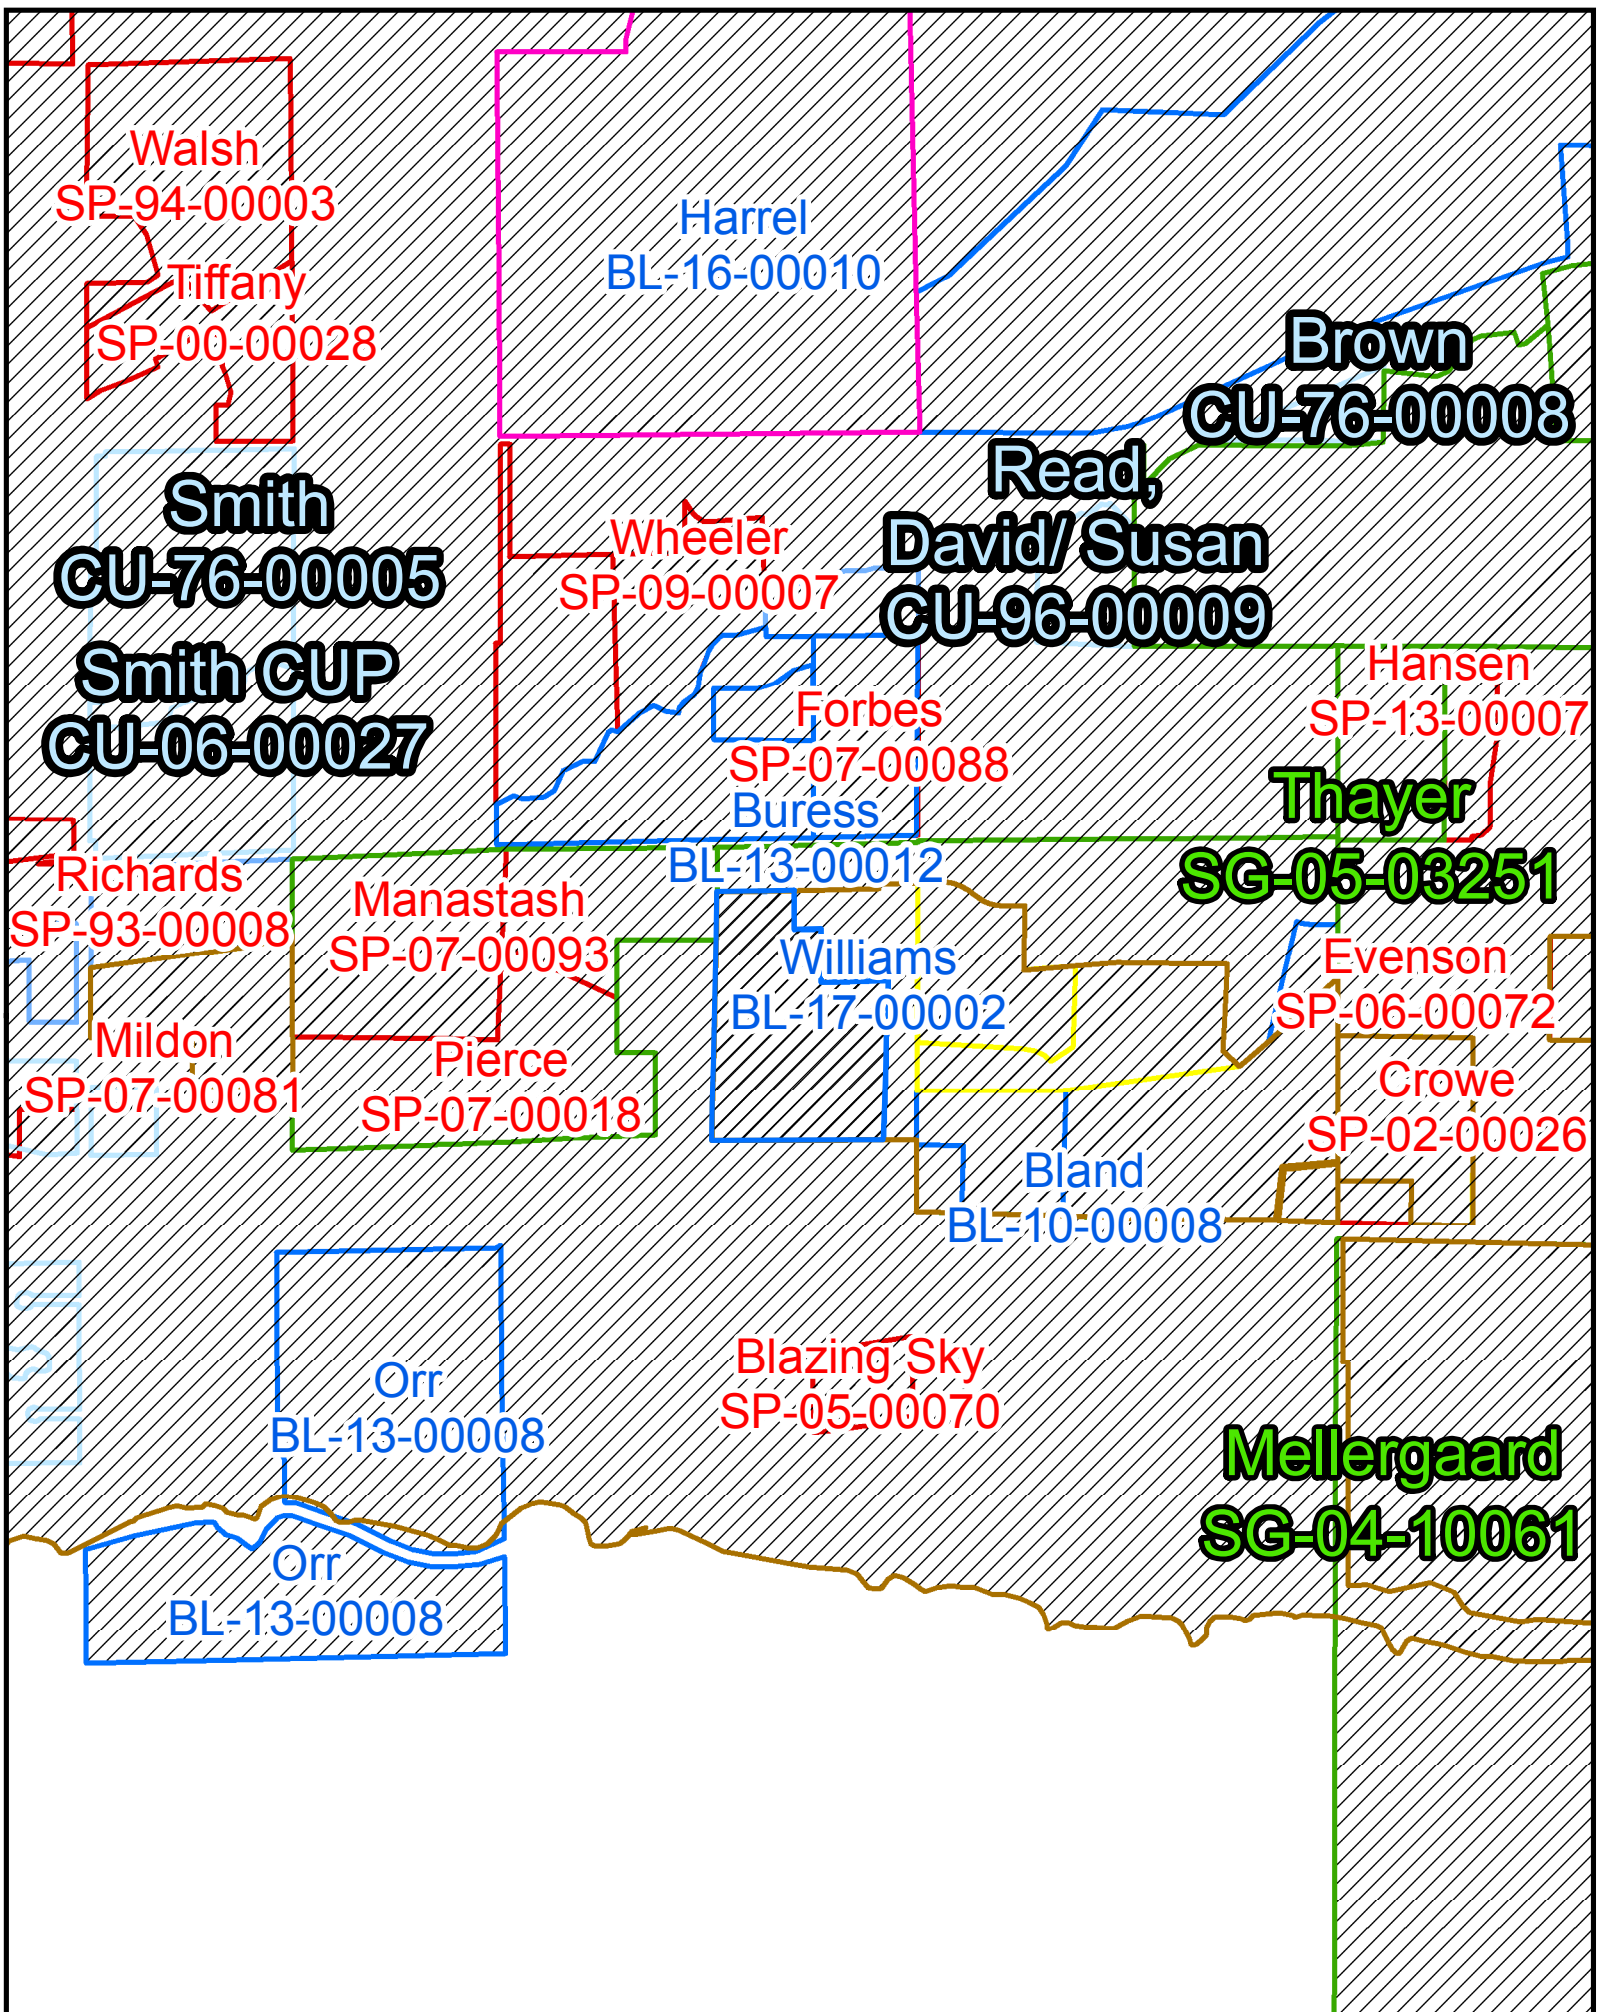 Walsh
SP-94-00003
Tiffany
SP-00-00028
Harrel
BL-16-00010
Brown
CU-76-00008
Read,
David/ Susan
CU-96-00009
Smith
CU-76-00005
Wheeler
SP-09-00007
Smith CUP
CU-06-00027
Forbes
SP-07-00088
Hansen
SP-13-00007
Buress
BL-13-00012
Thayer
SG-05-03251
Richards
SP-93-00008
Manastash
SP-07-00093
Williams
BL-17-00002
Evenson
SP-06-00072
Mildon
SP-07-00081
Pierce
SP-07-00018
Crowe
SP-02-00026
Bland
BL-10-00008
Orr
BL-13-00008
Blazing Sky
SP-05-00070
Mellergaard
SG-04-10061
Orr
BL-13-00008